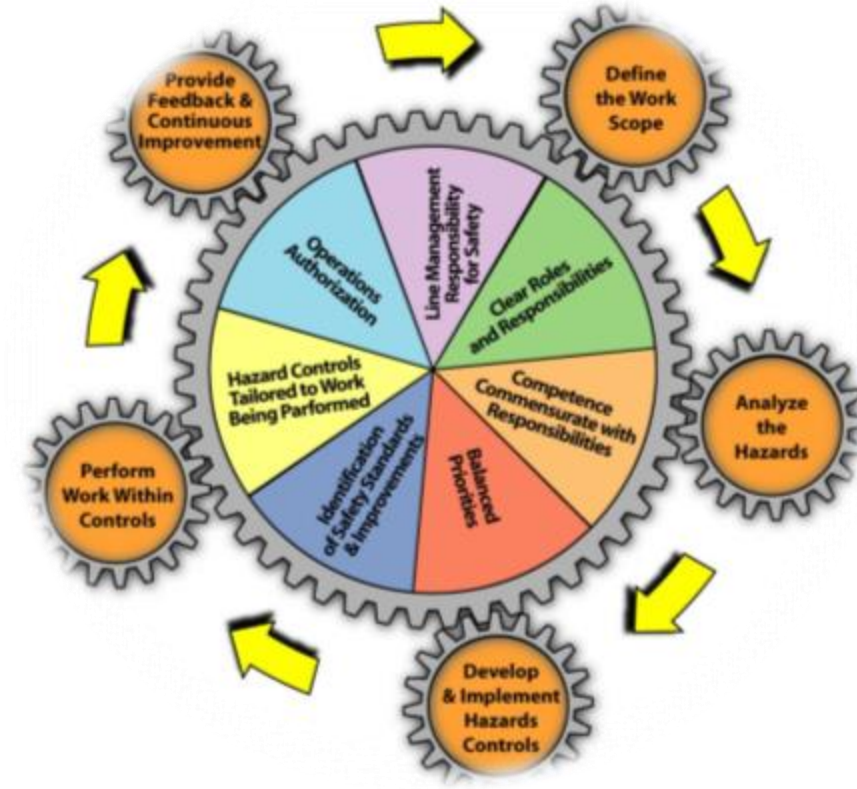 Provide
Feedback &
Continuous
Improvement
Define
the Work
Scope
Analyze
the
Hazards
Develop
& Implement
Hazards
Controls
Perform
Work Within
Controls
Line Management
Responsibility
for Safety
Clear Roles
and Responsibilities
Competence
Commensurate with
Responsibilities
Balanced
Priorities
Identification
of Safety Standards
& Improvements
Hazard Controls
Tailored to Work
Being Parformed
Operations
Authorization